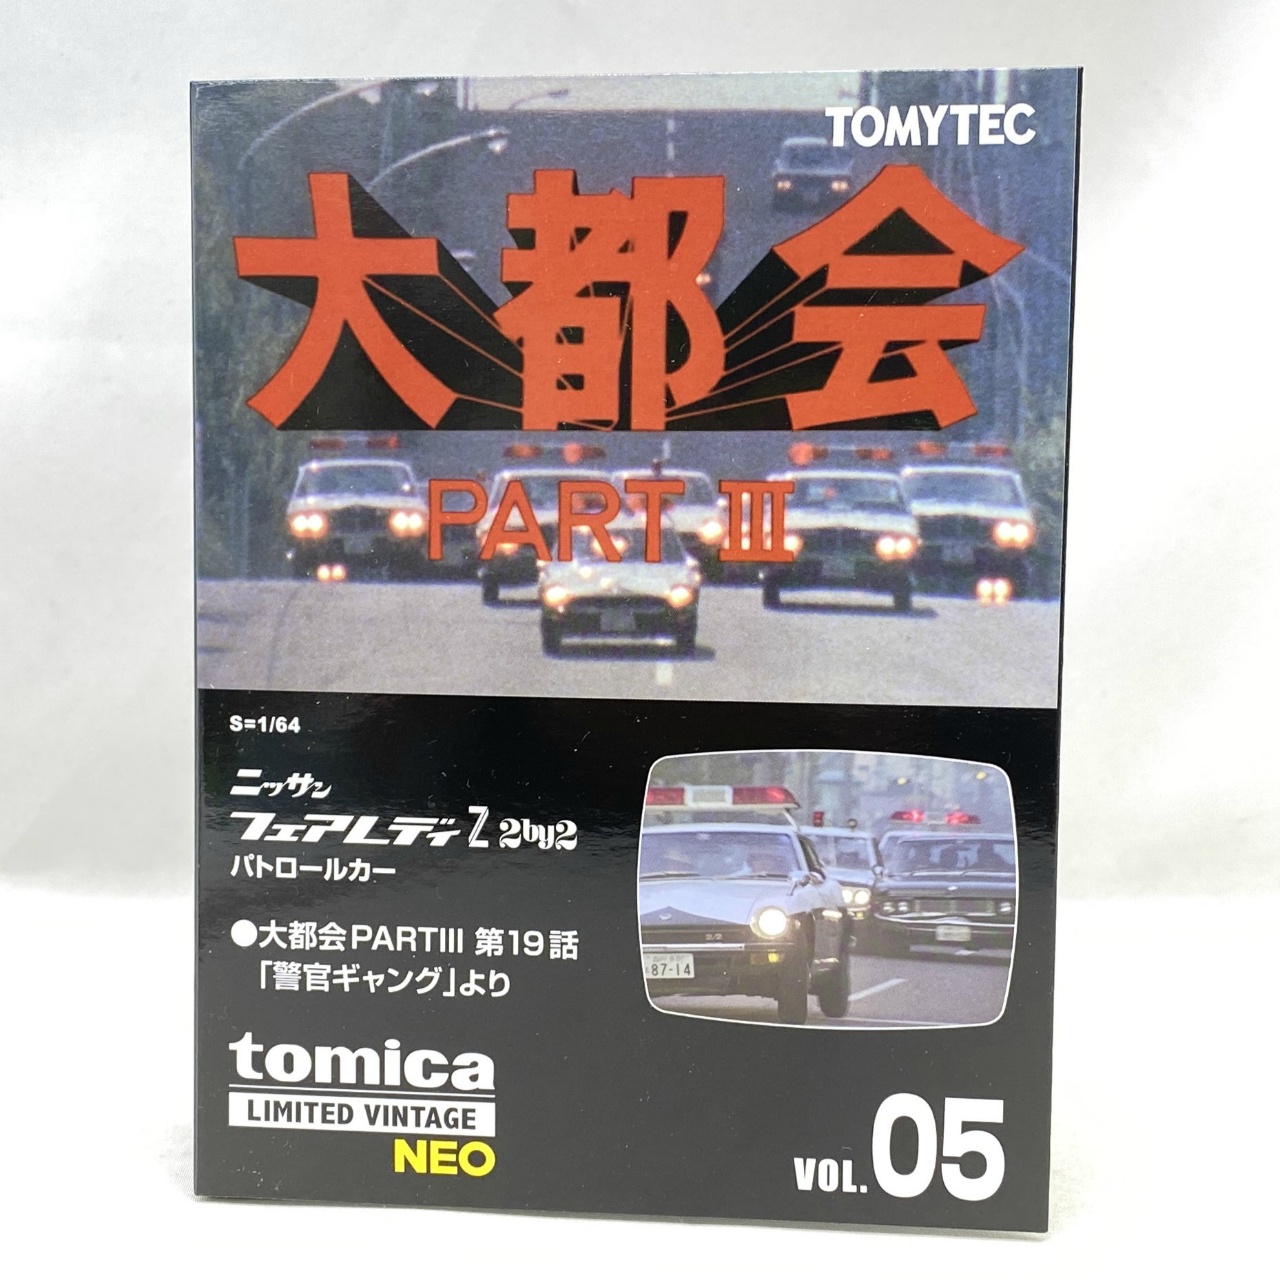 TOMYTEC
大都会
PART III
S=1/64
ニッサン
フェアレディZ 2by2
パトロールカー
●大都会PARTIII 第19話
「警官ギャング」より
2/2
87-14
tomica
LIMITED VINTAGE
NEO
VOL.05